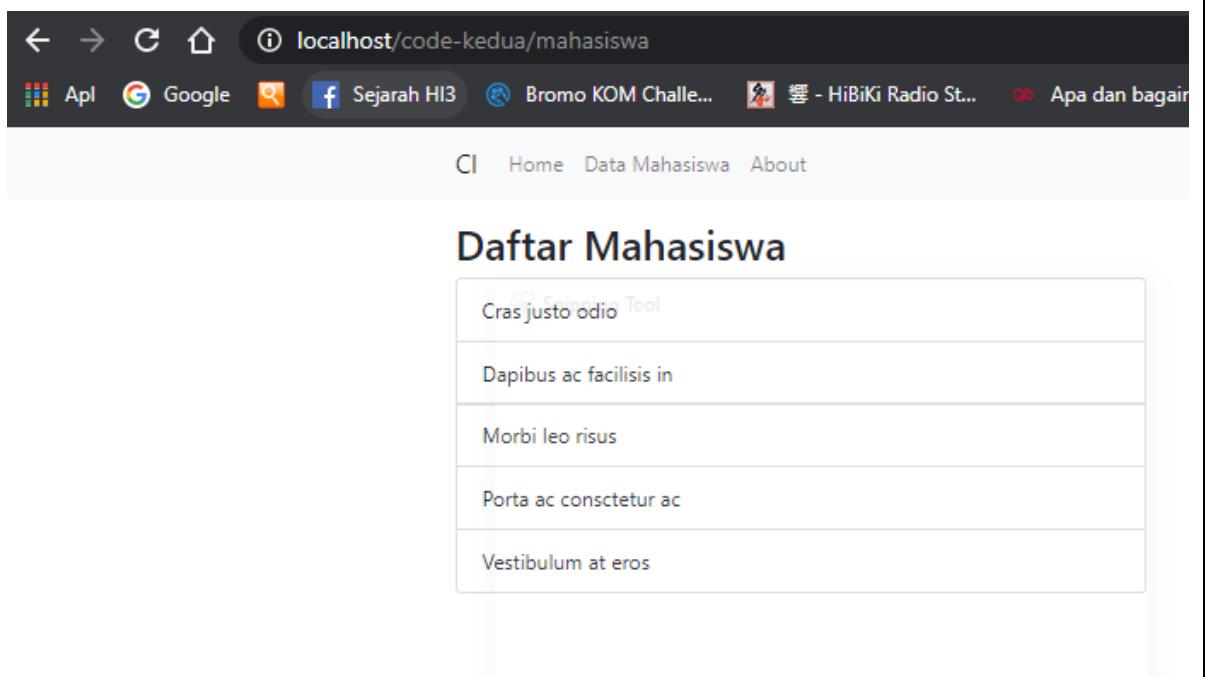 localhost/code-kedua/mahasiswa
Apl Google Sejarah HI3 Bromo KOM Challe... 響 - HiBiKi Radio St... Apa dan bagair
CI Home Data Mahasiswa About
Daftar Mahasiswa
Snipping Tool
Cras justo odio
Dapibus ac facilisis in
Morbi leo risus
Porta ac consctetur ac
Vestibulum at eros